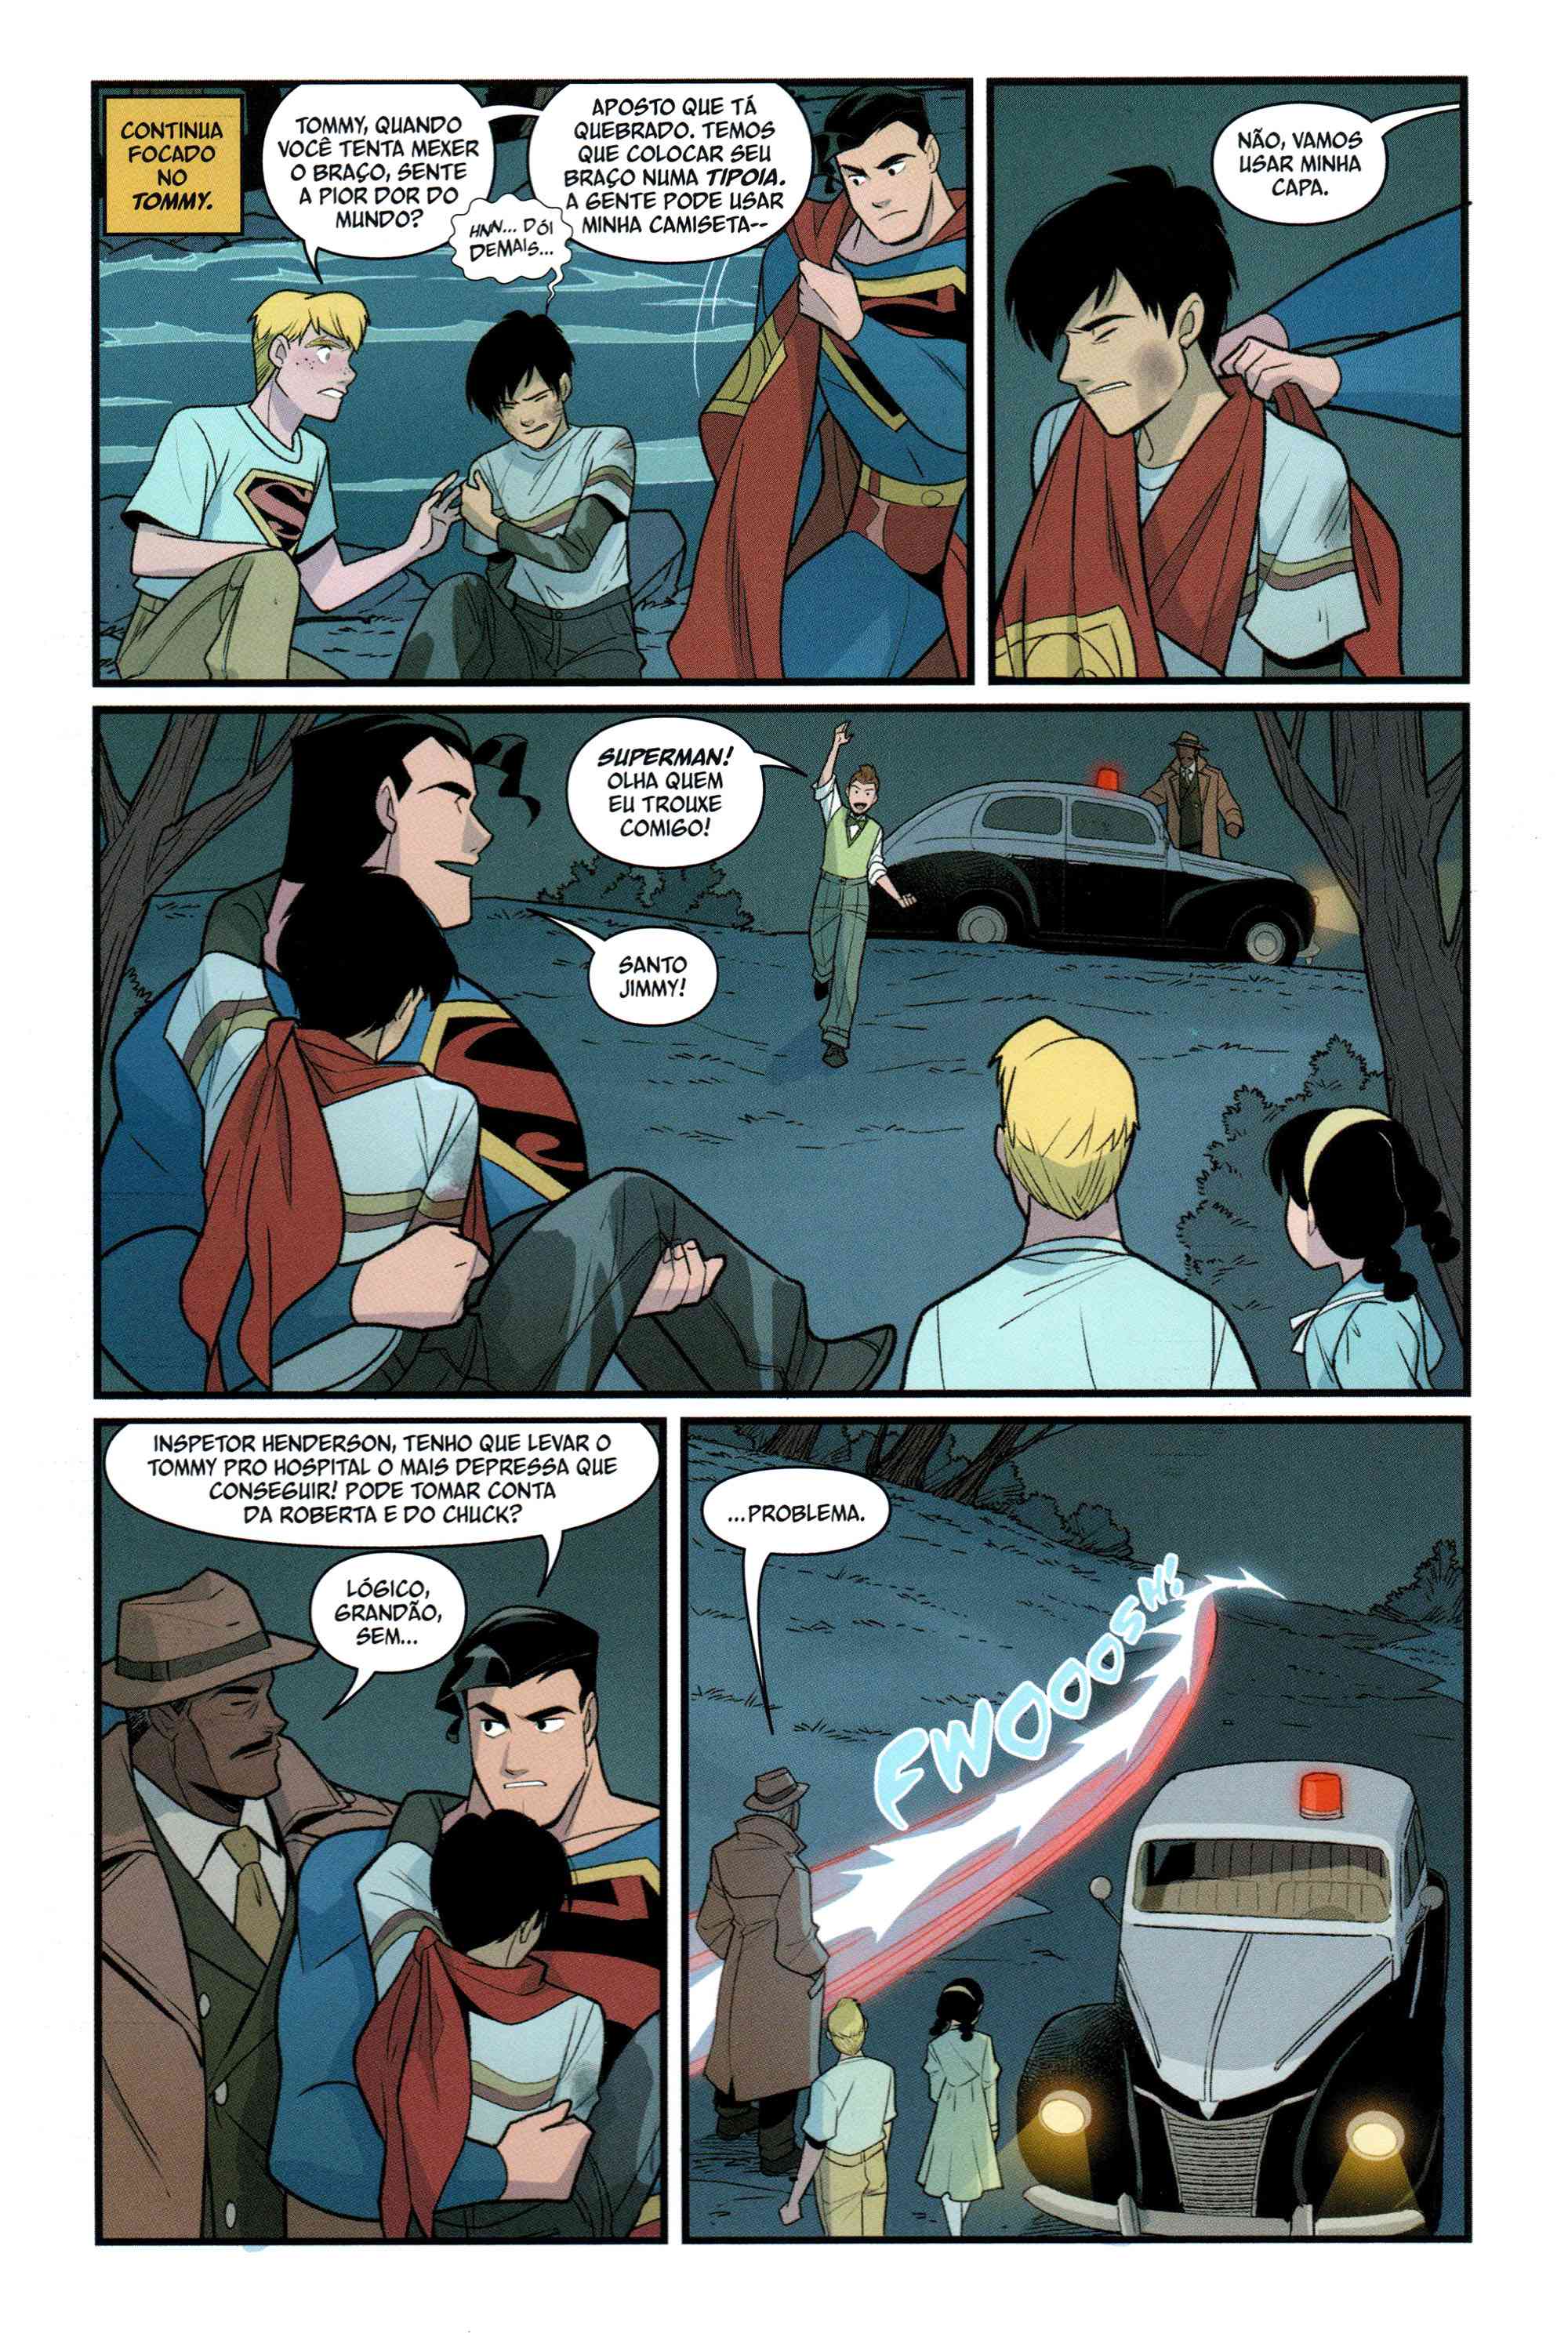 CONTINUA
FOCADO
NO
TOMMY.
TOMMY, QUANDO
VOCÊ TENTA MEXER
O BRAÇO, SENTE
A PIOR DOR DO
MUNDO?
HNN... DÓI
DEMAIS...
APOSTO QUE TÁ
QUEBRADO. TEMOS
QUE COLOCAR SEU
BRAÇO NUMA TIPOIA.
A GENTE PODE USAR
MINHA CAMISETA--
NÃO, VAMOS
USAR MINHA
CAPA.
SUPERMAN!
OLHA QUEM
EU TROUXE
COMIGO!
SANTO
JIMMY!
INSPETOR HENDERSON, TENHO QUE LEVAR O
TOMMY PRO HOSPITAL O MAIS DEPRESSA QUE
CONSEGUIR! PODE TOMAR CONTA
DA ROBERTA E DO CHUCK?
LÓGICO,
GRANDÃO,
SEM...
...PROBLEMA.
FWOOOSH!